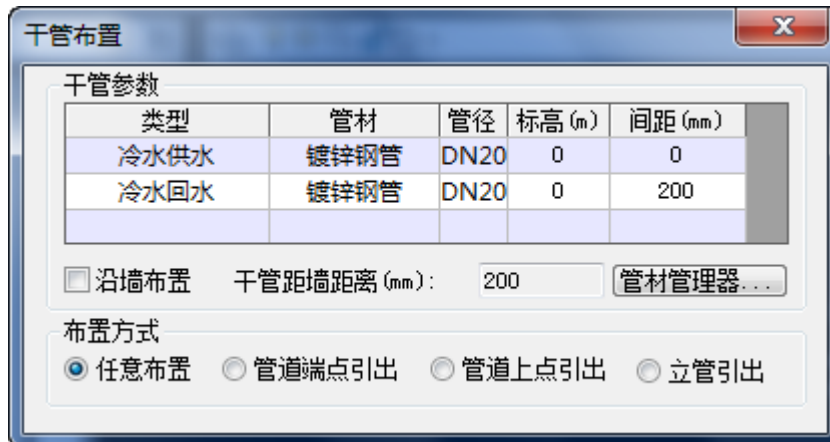 干管布置
干管参数
类型 管材 管径 标高(m) 间距(mm)
冷水供水 镀锌钢管 DN20 0 0
冷水回水 镀锌钢管 DN20 0 200
沿墙布置 干管距墙距离(mm): 200 管材管理器...
布置方式
任意布置 管道端点引出 管道上点引出 立管引出